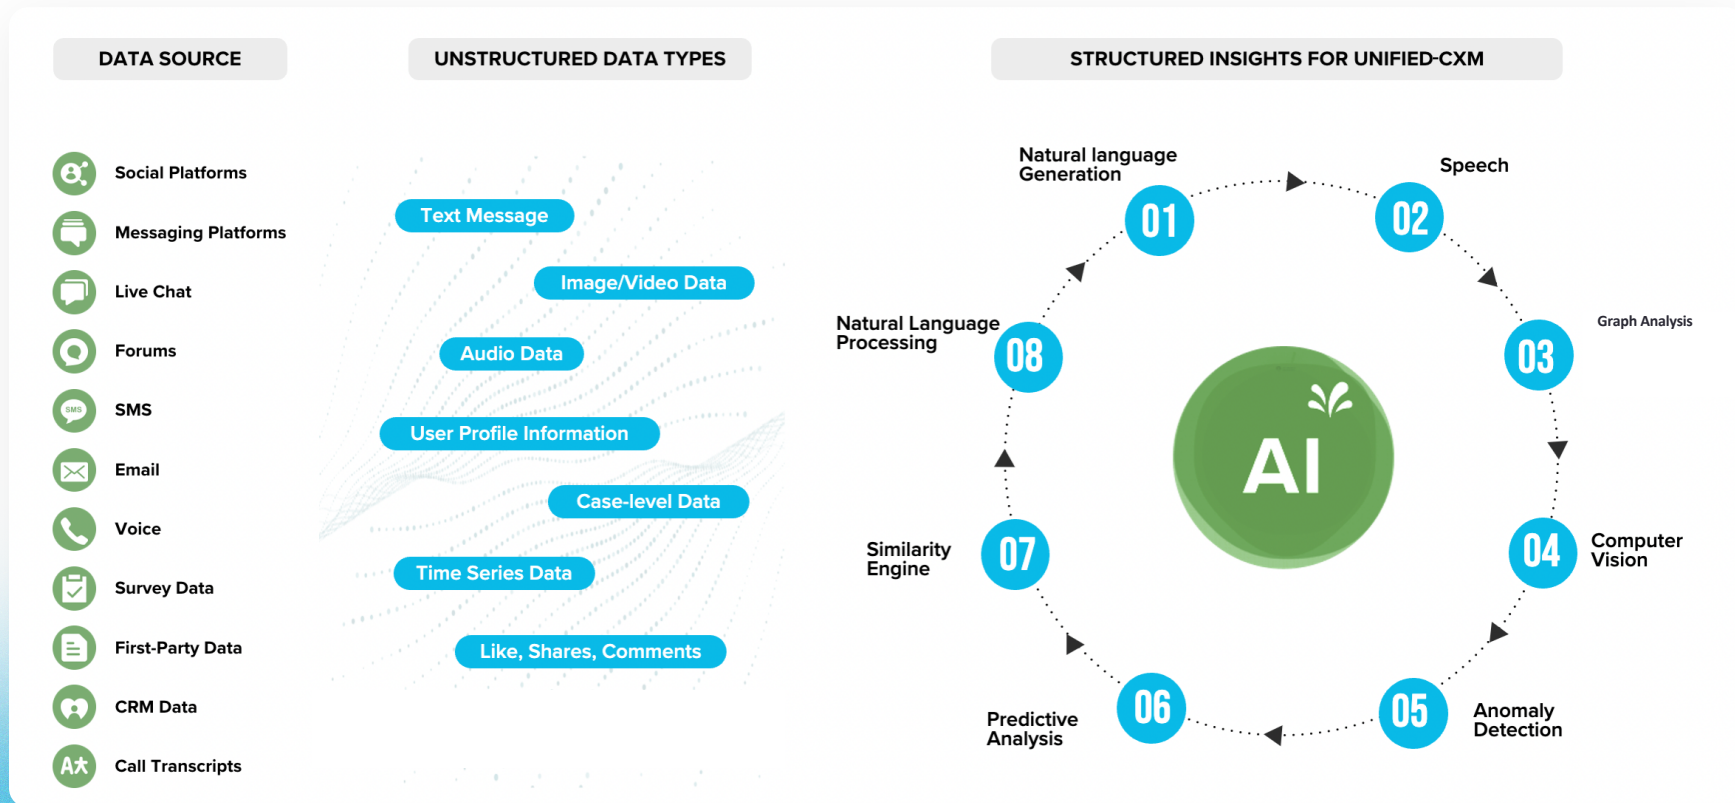 DATA SOURCE
UNSTRUCTURED DATA TYPES
STRUCTURED INSIGHTS FOR UNIFIED-CXM
Social Platforms
Messaging Platforms
Live Chat
Forums
SMS
SMS
Email
Voice
Survey Data
First-Party Data
CRM Data
A
Call Transcripts
Text Message
Image/Video Data
Audio Data
User Profile Information
Case-level Data
Time Series Data
Like, Shares, Comments
Natural language
Generation
01
Speech
02
Graph Analysis
03
Computer
Vision
04
Anomaly
Detection
05
Predictive
Analysis
06
Similarity
Engine
07
Natural Language
Processing
08
AI